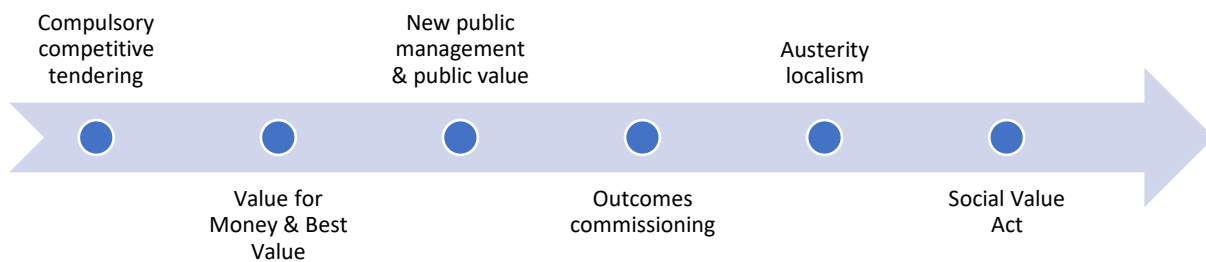 Compulsory
competitive
tendering
Value for
Money & Best
Value
New public
management
& public value
Outcomes
commissioning
Austerity
localism
Social Value
Act